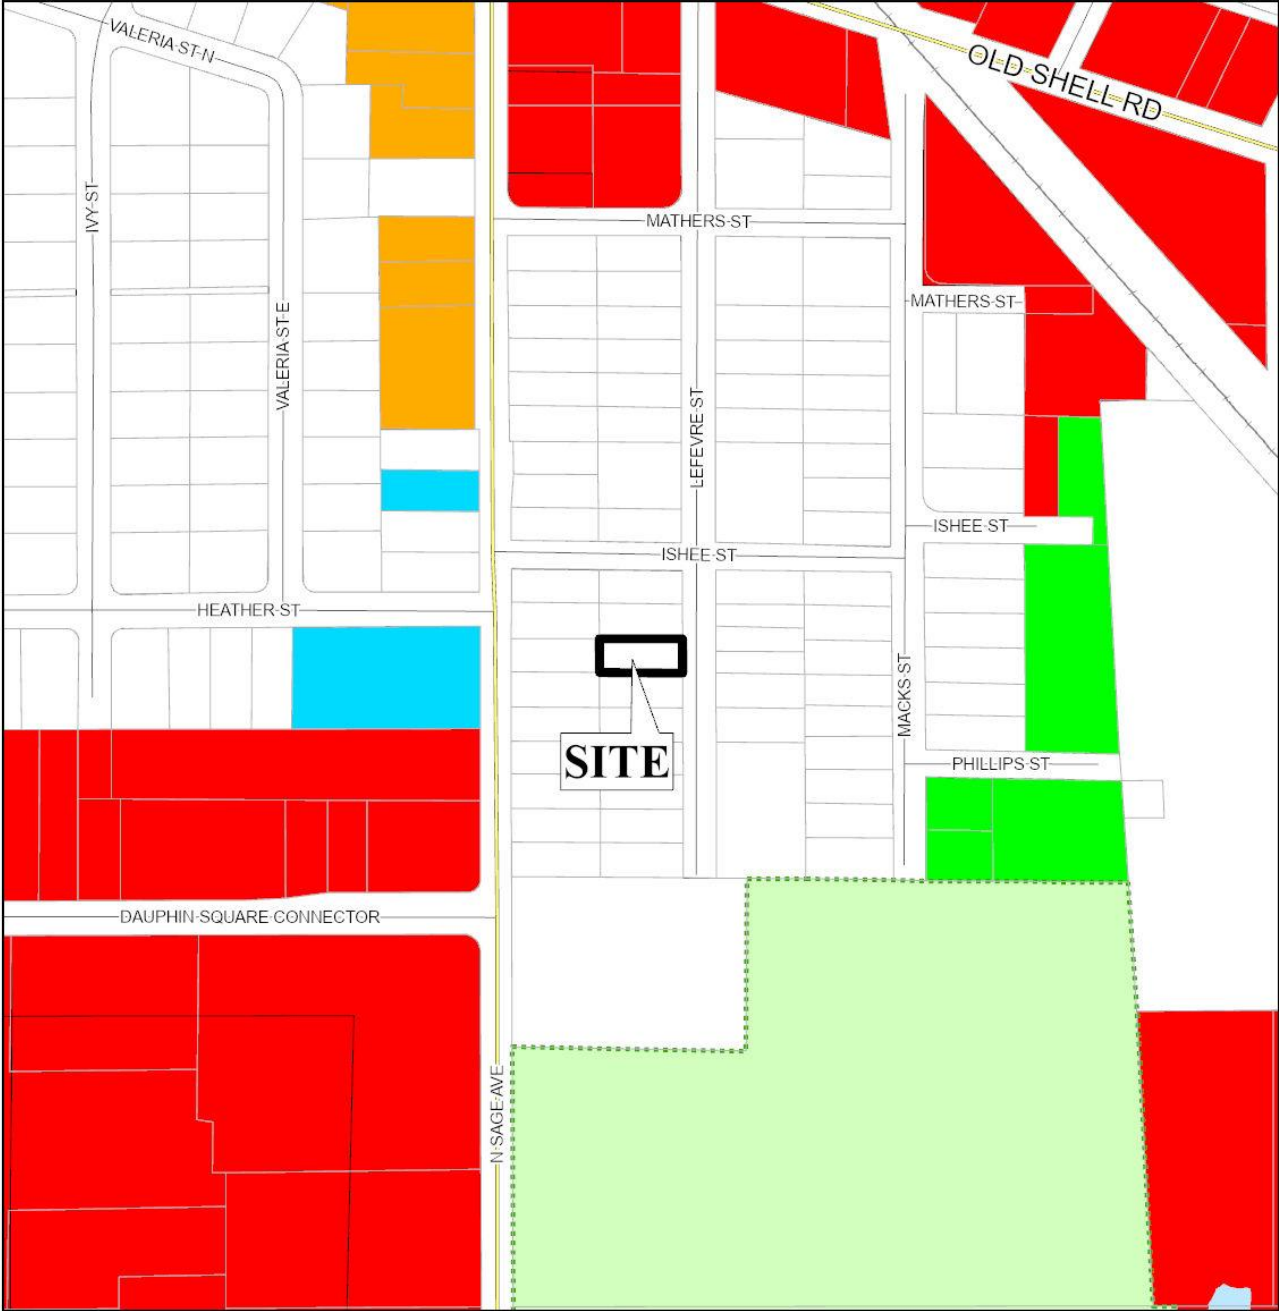 VALERIA ST N
OLD SHELL RD
IVY ST
MATHERS ST
MATHERS ST
VALERIA ST E
LEFEVRE ST
ISHEE ST
ISHEE ST
HEATHER ST
MACKS ST
SITE
PHILLIPS ST
DAUPHIN SQUARE CONNECTOR
N SAGE AVE